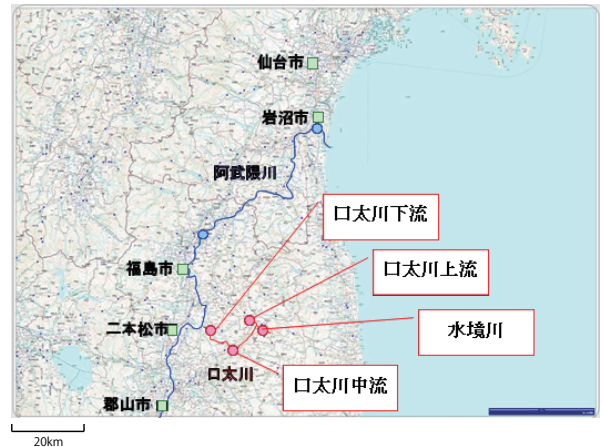 仙台市
岩沼市
阿武隈川
口太川下流
口太川上流
福島市
二本松市
水境川
口太川
口太川中流
郡山市
20km